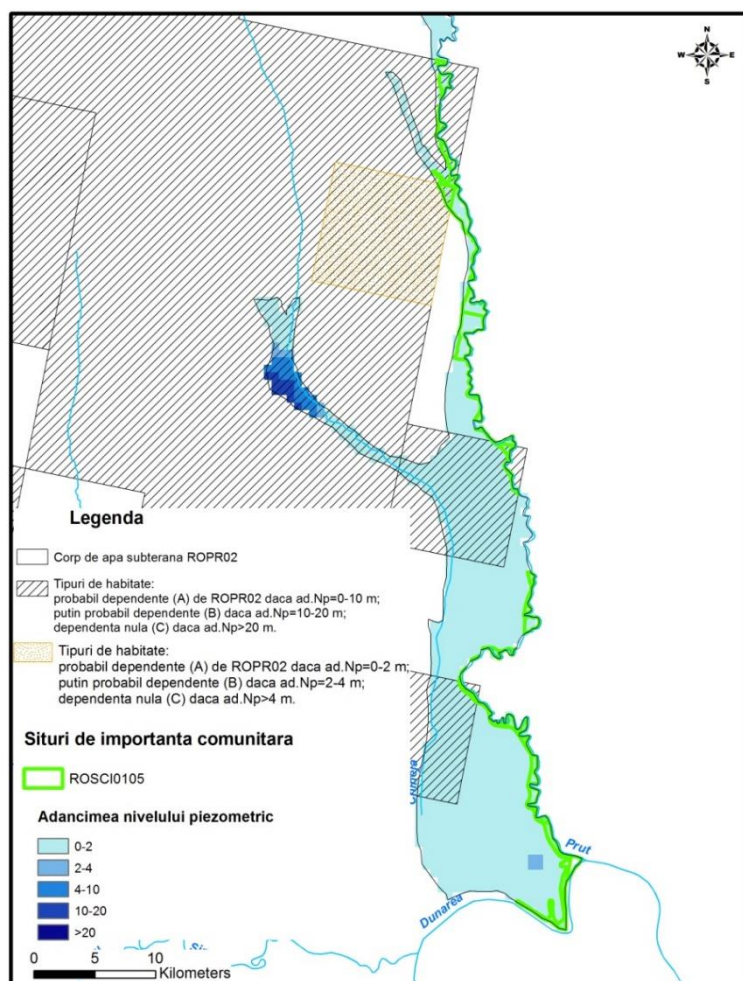 N
W E
S
Legenda
Corp de apa subterana ROPR02
Tipuri de habitate:
probabil dependente (A) de ROPR02 daca ad.Np=0-10 m;
putin probabil dependente (B) daca ad.Np=10-20 m;
dependenta nula (C) daca ad.Np>20 m.
Tipuri de habitate:
probabil dependente (A) de ROPR02 daca ad.Np=0-2 m;
putin probabil dependente (B) daca ad.Np=2-4 m;
dependenta nula (C) daca ad.Np>4 m.
Situri de importanta comunitara
ROSCI0105
Adancimea nivelului piezometric
0-2
2-4
4-10
10-20
>20
0 5 10
Kilometers
Prut
Dunarea